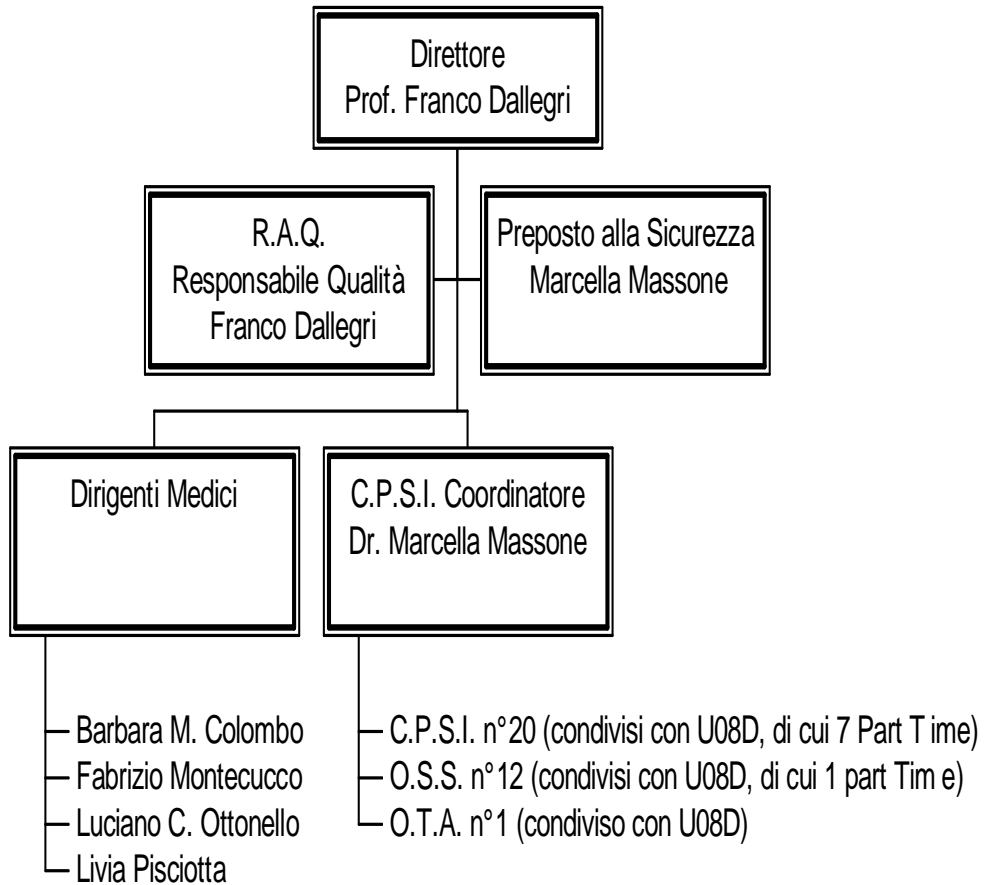 Direttore
Prof. Franco Dallegri
R.A.Q.
Responsabile Qualità
Franco Dallegri
Preposto alla Sicurezza
Marcella Massone
Dirigenti Medici
C.P.S.I. Coordinatore
Dr. Marcella Massone
Barbara M. Colombo
Fabrizio Montecucco
Luciano C. Ottonello
Livia Pisciotta
C.P.S.I. n°20 (condivisi con U08D, di cui 7 Part T ime)
O.S.S. n°12 (condivisi con U08D, di cui 1 part Tim e)
O.T.A. n°1 (condiviso con U08D)